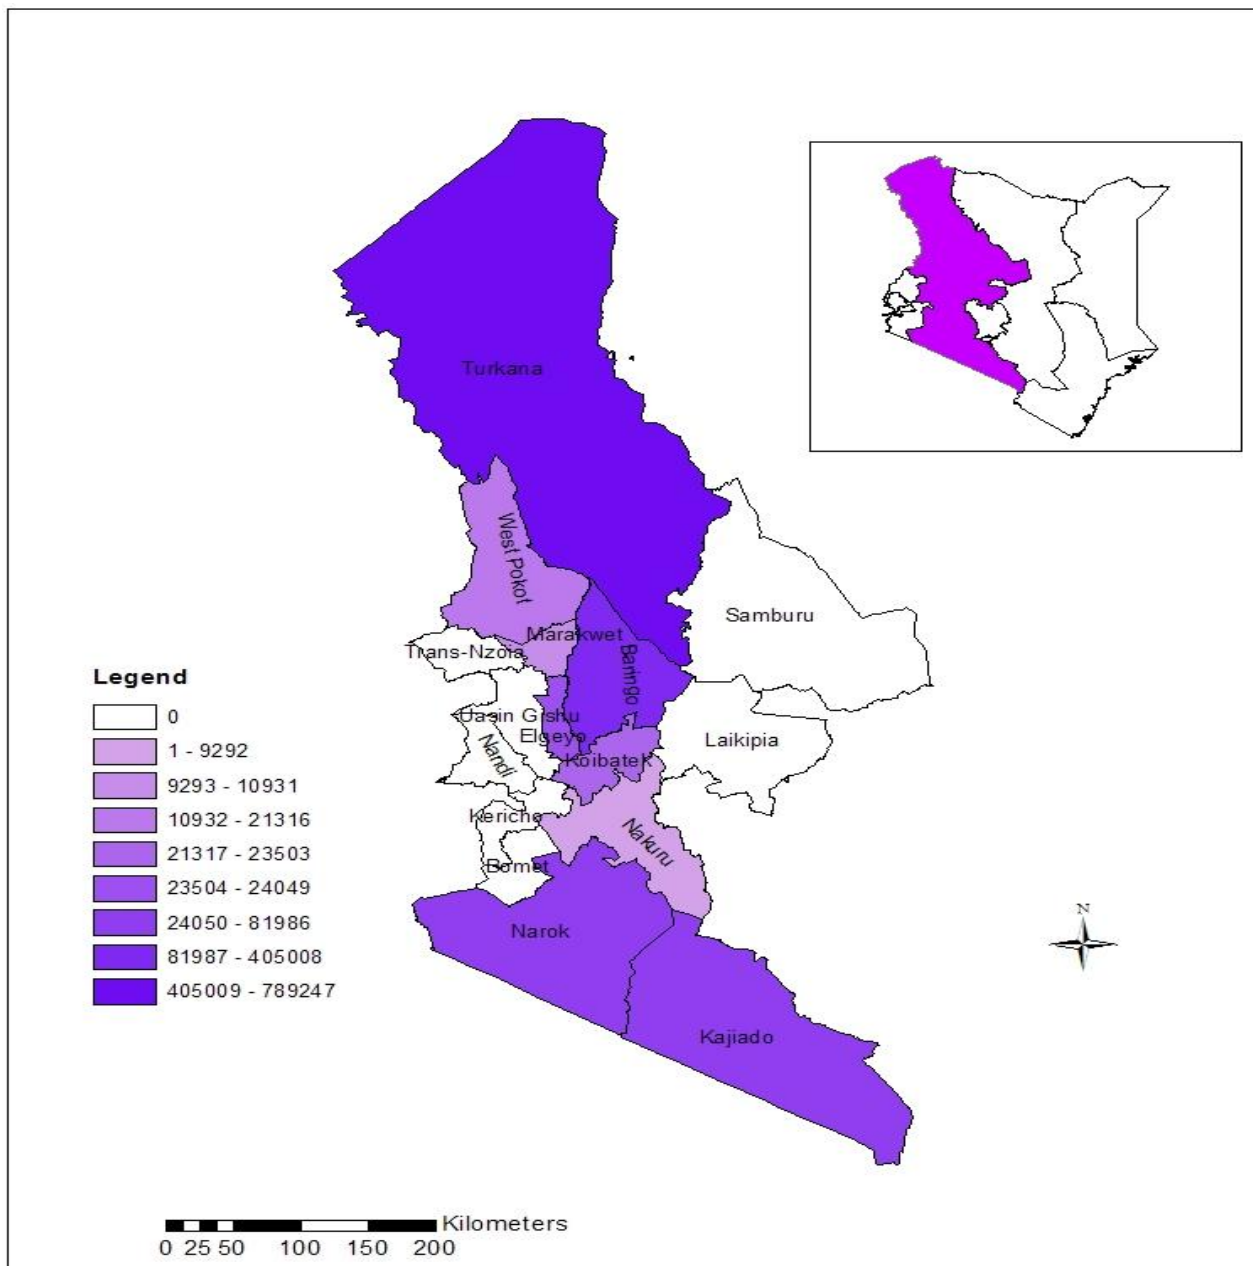 Turkana
West Pokot
Samburu
Marakwet
Trans-Nzoia
Baringo
Legend
0
1 - 9292
9293 - 10931
10932 - 21316
21317 - 23503
23504 - 24049
24050 - 81986
81987 - 405008
405009 - 789247
Uasin Gishu
Elgeyo
Laikipia
Nandi
Koibatek
Kericho
Nakuru
Bomet
Narok
N
Kajiado
Kilometers
0 25 50 100 150 200